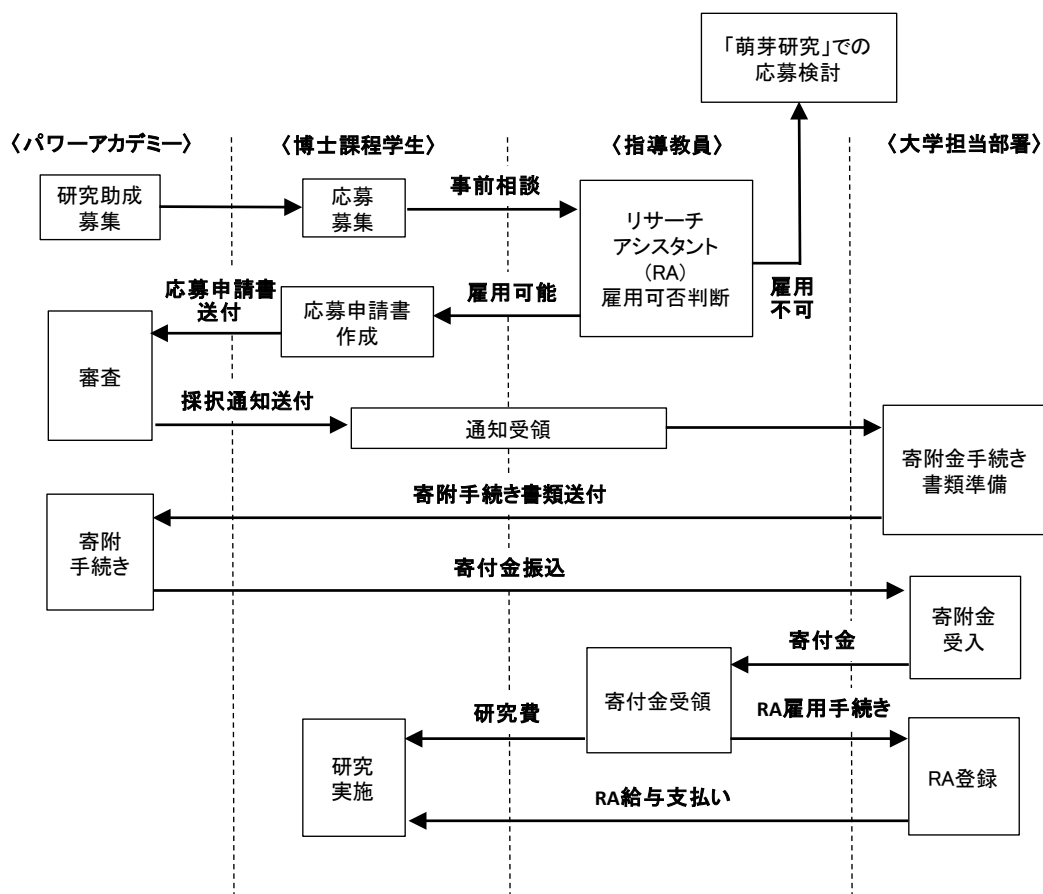 「萌芽研究」での
応募検討
〈パワーアカデミー〉
〈博士課程学生〉
〈指導教員〉
〈大学担当部署〉
研究助成
募集
応募
募集
事前相談
リサーチ
アシスタント
(RA)
雇用可否判断
雇用
不可
応募申請書
送付
応募申請書
作成
雇用可能
審査
採択通知送付
通知受領
寄附金手続き
書類準備
寄附手続き書類送付
寄附
手続き
寄付金振込
寄附金
受入
寄付金
寄付金受領
研究費
RA雇用手続き
研究
実施
RA給与支払い
RA登録